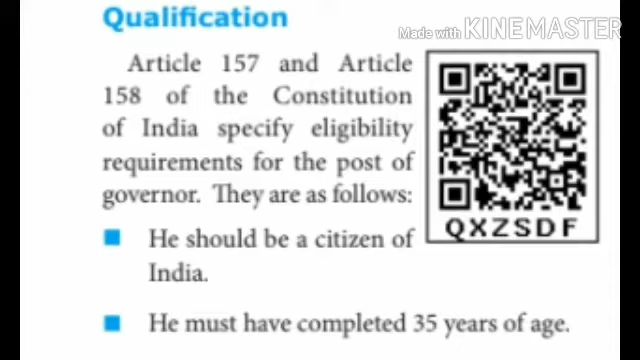 Qualification
Made with KINEMASTER
Article 157 and Article
158 of the Constitution
of India specify eligibility
requirements for the post of
governor. They are as follows:
QXZSDF
■ He should be a citizen of
India.
■ He must have completed 35 years of age.